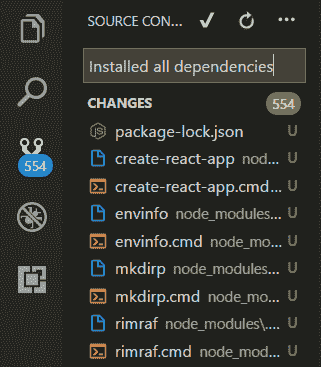 SOURCE CON...
Installed all dependencies
CHANGES 554
package-lock.json U
create-react-app nod... U
create-react-app.cmd... U
554
envinfo node_modules... U
envinfo.cmd node_mo... U
mkdirp node_modules... U
mkdirp.cmd node_mo... U
rimraf node_modules\.... U
rimraf.cmd node_mod... U